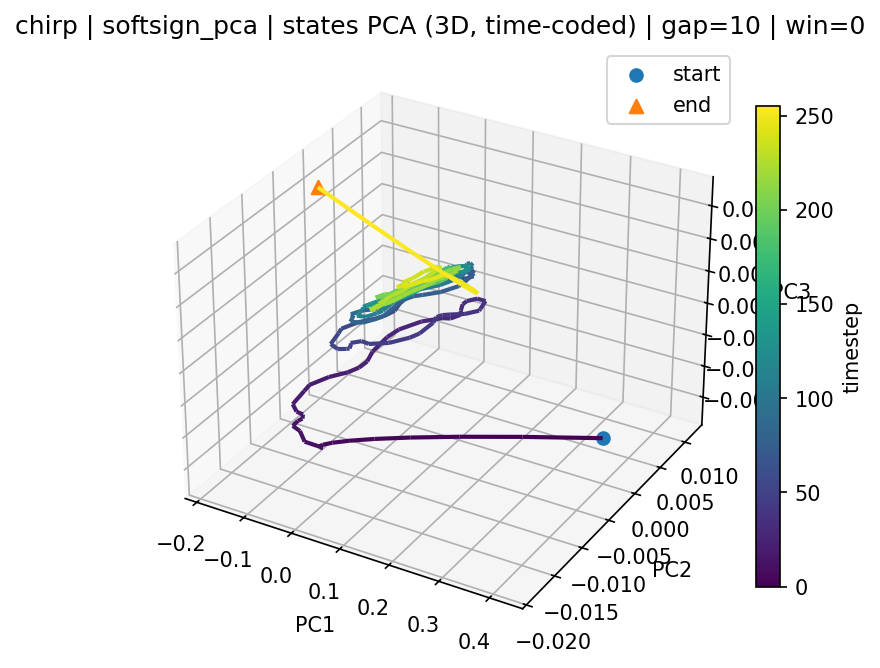 chirp | softsign_pca | states PCA (3D, time-coded) | gap=10 | win=0
start
end
250
200
150
100
50
0
timestep
PC3
0.010
0.005
0.000
−0.005
−0.010
−0.015
−0.020
PC2
−0.2
−0.1
0.0
0.1
0.2
0.3
0.4
PC1